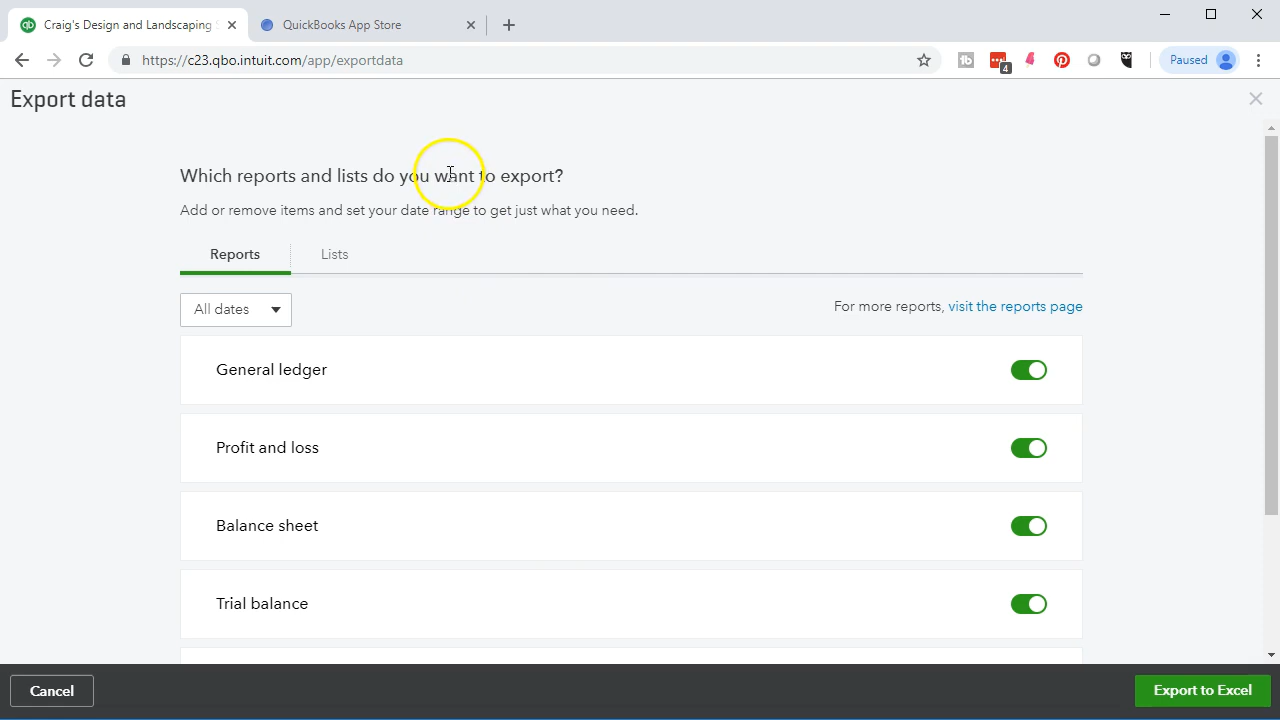 Craig's Design and Landscaping
QuickBooks App Store
https://c23.qbo.intuit.com/app/exportdata
4
Paused
Export data
Which reports and lists do you want to export?
Add or remove items and set your date range to get just what you need.
Reports
Lists
All dates
For more reports, visit the reports page
General ledger
Profit and loss
Balance sheet
Trial balance
Cancel
Export to Excel